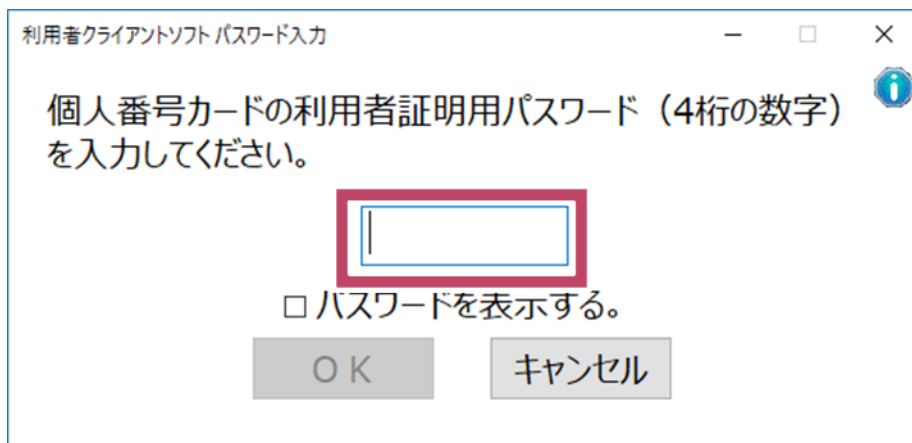 利用者クライアントソフト パスワード入力
個人番号カードの利用者証明用パスワード（4桁の数字）
を入力してください。
パスワードを表示する。
OK
キャンセル